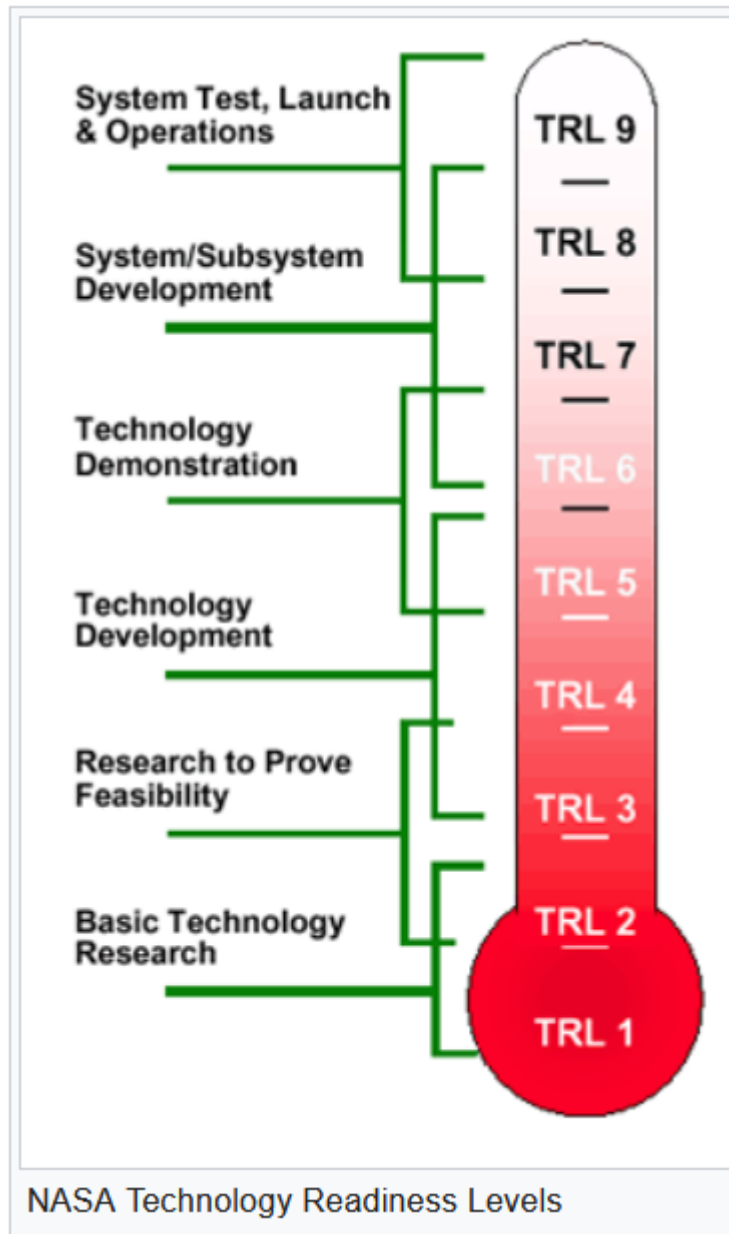 System Test, Launch
& Operations
System/Subsystem
Development
Technology
Demonstration
Technology
Development
Research to Prove
Feasibility
Basic Technology
Research
TRL 9
TRL 8
TRL 7
TRL 6
TRL 5
TRL 4
TRL 3
TRL 2
TRL 1
NASA Technology Readiness Levels